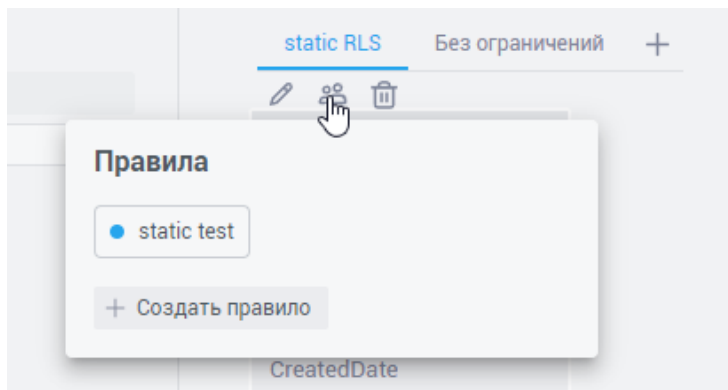 static RLS Без ограничений
Правила
static test
Создать правило
CreatedDate